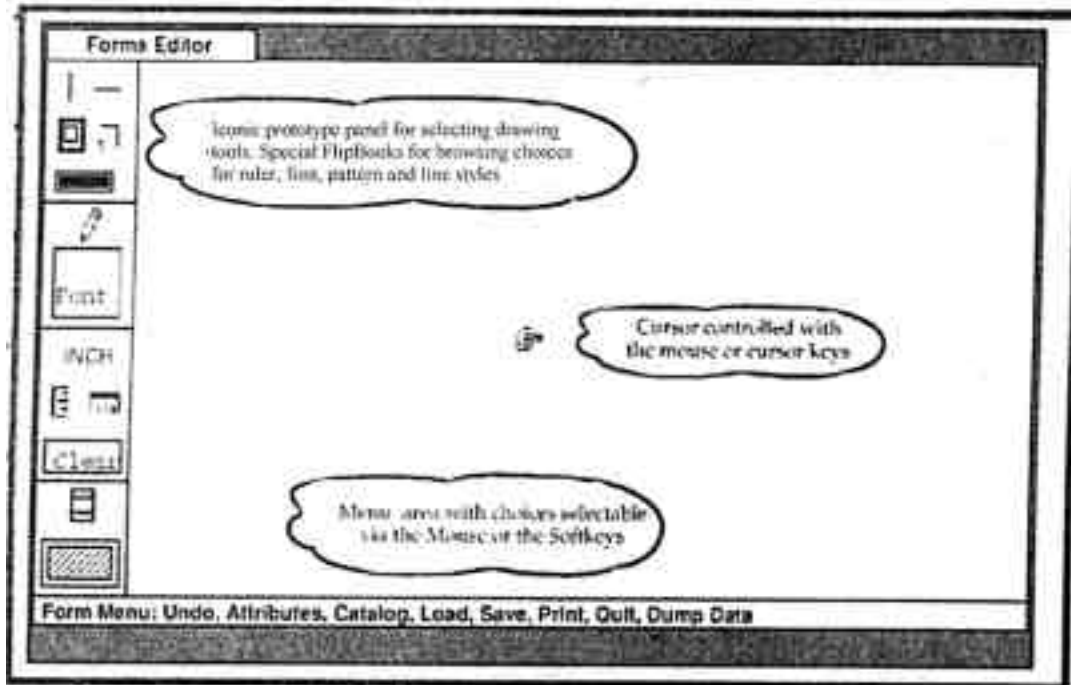 Forms Editor
Iconic prototype panel for selecting drawing
tools. Special FlipBooks for browsing choices
for ruler, font, pattern and line styles
Font
Cursor controlled with
the mouse or cursor keys
INCH
Clear
Menu area with choices selectable
via the Mouse or the Softkeys
Form Menu: Undo, Attributes, Catalog, Load, Save, Print, Quit, Dump Data